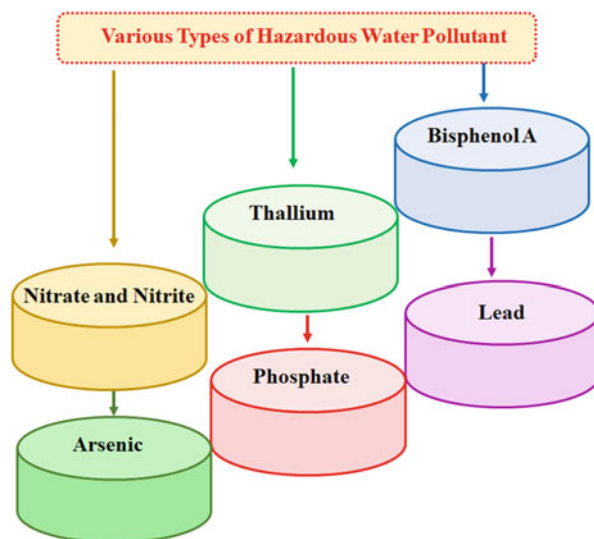 Various Types of Hazardous Water Pollutant
Bisphenol A
Thallium
Nitrate and Nitrite
Lead
Phosphate
Arsenic